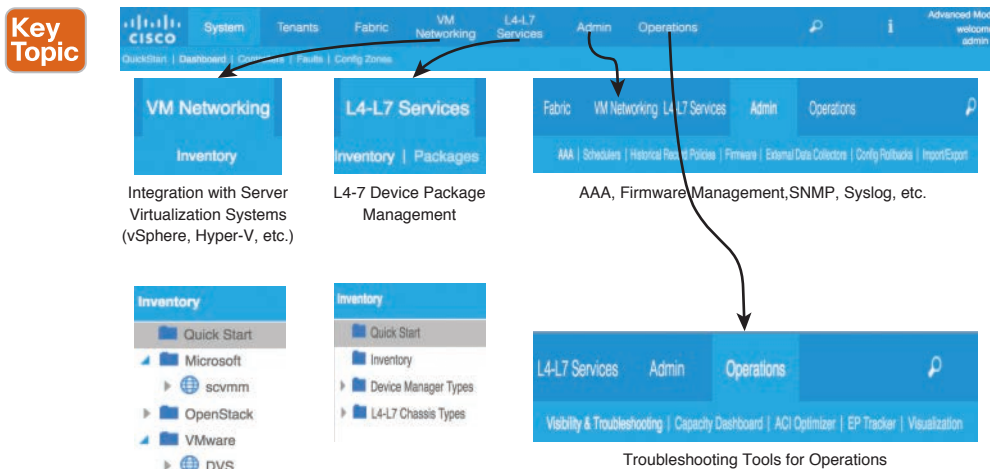 Key
Topic
CISCO
System
Tenants
Fabric
VM
Networking
L4-L7
Services
Admin
Operations
i
Advanced Mod
welcom
admin
QuickStart | Dashboard | Controllers | Faults | Config Zones
VM Networking
Inventory
L4-L7 Services
Inventory | Packages
Fabric VM Networking L4-L7 Services Admin Operations
AAA | Schedulers | Historical Record Policies | Firmware | External Data Collectors | Config Rollbacks | Import/Export
Integration with Server
Virtualization Systems
(vSphere, Hyper-V, etc.)
L4-7 Device Package
Management
AAA, Firmware Management,SNMP, Syslog, etc.
Inventory
Quick Start
Microsoft
scvmm
OpenStack
VMware
DVS
Inventory
Quick Start
Inventory
Device Manager Types
L4-L7 Chassis Types
L4-L7 Services Admin Operations
Visibility & Troubleshooting | Capacity Dashboard | ACI Optimizer | EP Tracker | Visualization
Troubleshooting Tools for Operations